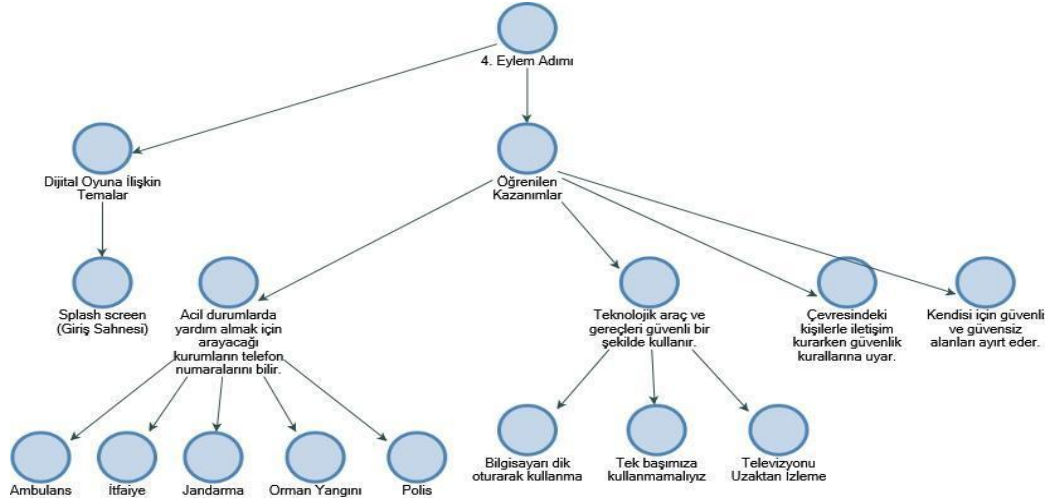 4. Eylem Adımı
Dijital Oyuna İlişkin
Temalar
Öğrenilen
Kazanımlar
Splash screen
(Giriş Sahnesi)
Acil durumlarda
yardım almak için
arayacağı
kurumların telefon
numaralarını bilir.
Teknolojik araç ve
gereçleri güvenli bir
şekilde kullanır.
Çevresindeki
kişilerle iletişim
kurarken güvenlik
kurallarına uyar.
Kendisi için güvenli
ve güvensiz
alanları ayırt eder.
Ambulans
İtfaiye
Jandarma
Orman Yangını
Polis
Bilgisayarı dik
oturarak kullanma
Tek başımıza
kullanmamalıyız
Televizyonu
Uzaktan İzleme